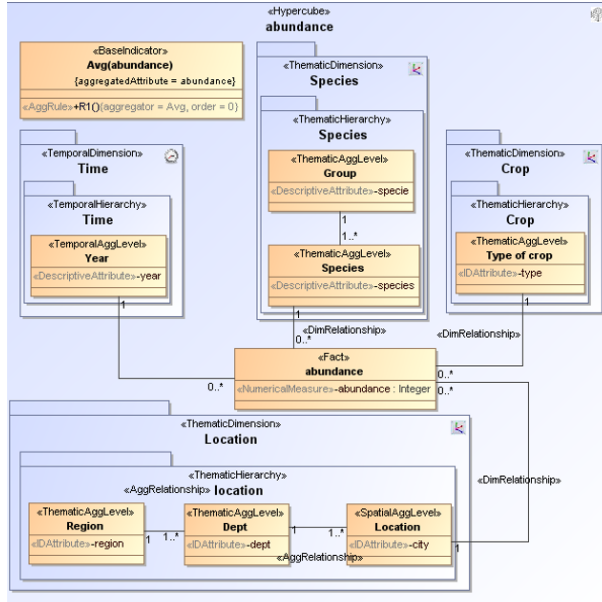 «Hypercube»
abundance
«BaseIndicator»
Avg(abundance)
{aggregatedAttribute = abundance}
«AggRule»+R1()(aggregator = Avg, order = 0)
«ThematicDimension»
Species
«ThematicHierarchy»
Species
«ThematicAggLevel»
Group
«DescriptiveAttribute»-specie
1
1..*
«ThematicAggLevel»
Species
«DescriptiveAttribute»-species
1
«TemporalDimension»
Time
«TemporalHierarchy»
Time
«TemporalAggLevel»
Year
«DescriptiveAttribute»-year
1
«ThematicDimension»
Crop
«ThematicHierarchy»
Crop
«ThematicAggLevel»
Type of crop
«IDAttribute»-type
1
«DimRelationship»
«DimRelationship»
0..*
«Fact»
abundance
«NumericalMeasure»-abundance : Integer
0..*
0..*
0..*
«ThematicDimension»
Location
«DimRelationship»
«ThematicHierarchy»
location
«AggRelationship»
«ThematicAggLevel»
Region
«IDAttribute»-region
1
1..*
«ThematicAggLevel»
Dept
«IDAttribute»-dept
1
1..*
«SpatialAggLevel»
Location
«IDAttribute»-city
1
«AggRelationship»